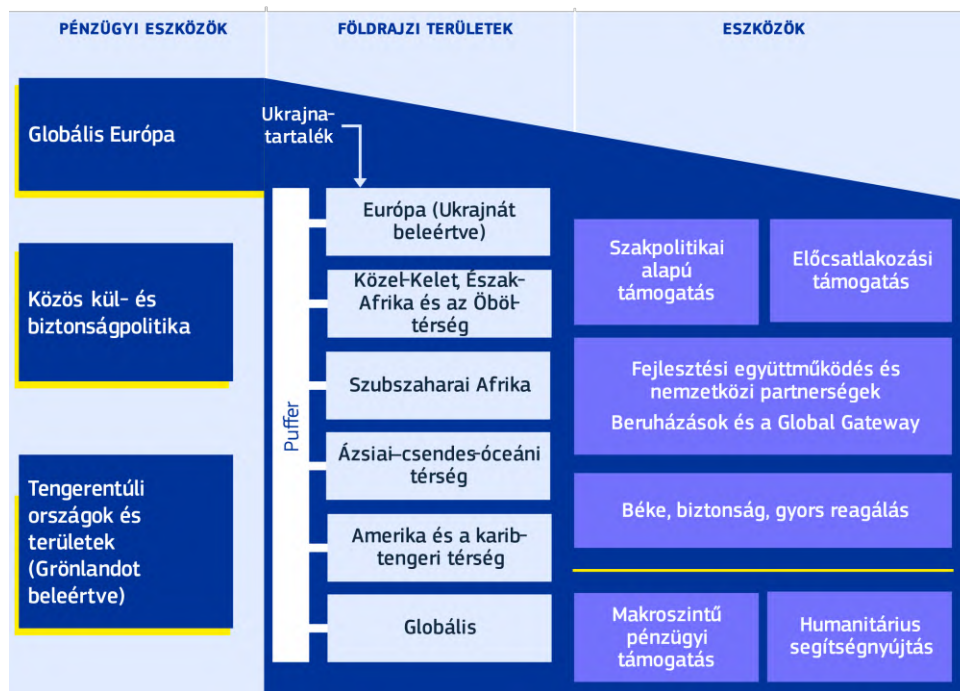 PÉNZÜGYI ESZKÖZÖK
FÖLDRAJZI TERÜLETEK
ESZKÖZÖK
Globális Európa
Közös kül- és
biztonságpolitika
Tengerentúli
országok és
területek
(Grönlandot
beleértve)
Ukrajna-
tartalék
Puffer
Európa (Ukrajnát
beleértve)
Közel-Kelet, Észak-
Afrika és az Öböl-
térség
Szubszaharai Afrika
Ázsiai–csendes-óceáni
térség
Amerika és a karib-
tengeri térség
Globális
Szakpolitikai
alapú
támogatás
Előcsatlakozási
támogatás
Fejlesztési együttműködés és
nemzetközi partnerségek
Beruházások és a Global Gateway
Béke, biztonság, gyors reagálás
Makroszintű
pénzügyi
támogatás
Humanitárius
segítségnyújtás